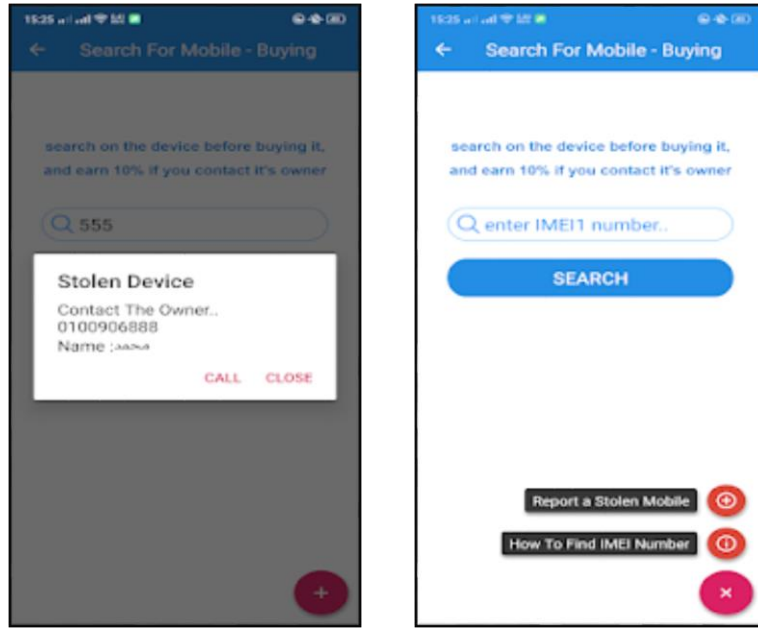 15:25
Search For Mobile - Buying
search on the device before buying it,
and earn 10% if you contact it's owner
555
Stolen Device
Contact The Owner..
0100906888
Name :محمد
CALL CLOSE
15:25
Search For Mobile - Buying
search on the device before buying it,
and earn 10% if you contact it's owner
enter IMEI1 number..
SEARCH
Report a Stolen Mobile
How To Find IMEI Number